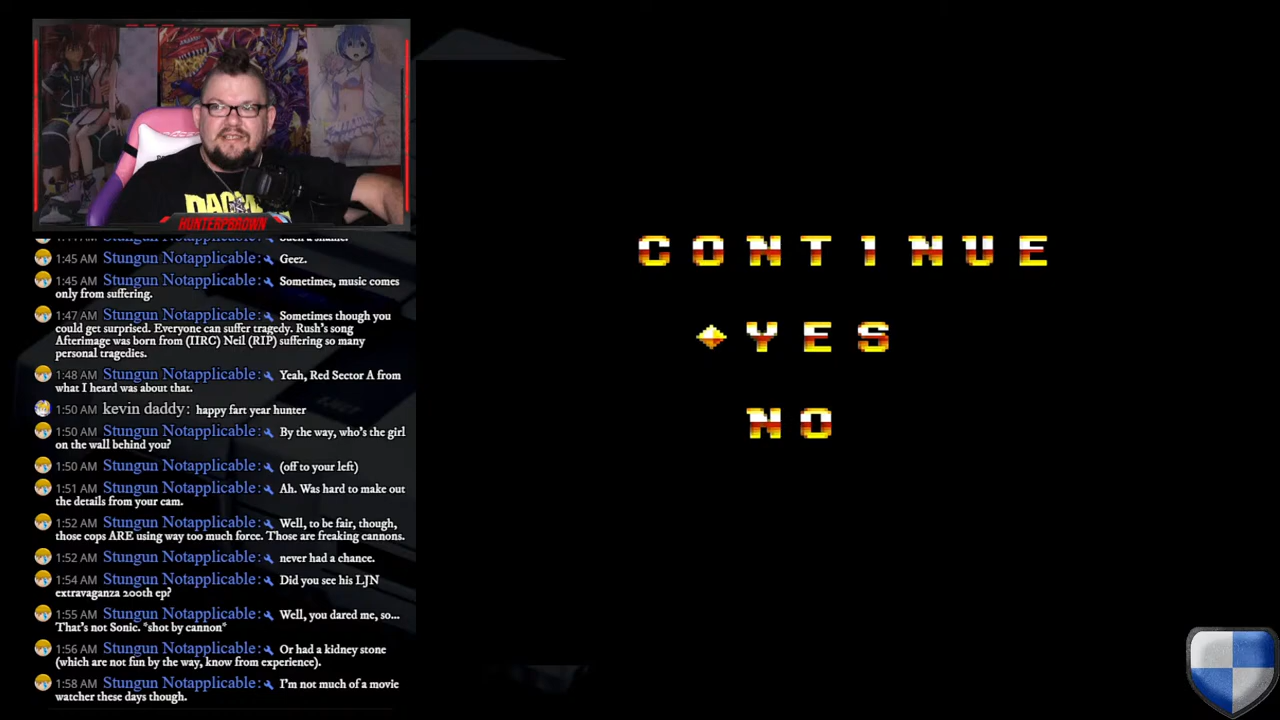 DAGW
HUNTERPBROWN
1:45 AM Stungun Notapplicable: Geez.
1:45 AM Stungun Notapplicable: Sometimes, music comes
only from suffering.
1:47 AM Stungun Notapplicable: Sometimes though you
could get surprised. Everyone can suffer tragedy. Rush's song
Afterimage was born from (IIRC) Neil (RIP) suffering so many
personal tragedies.
1:48 AM Stungun Notapplicable: Yeah, Red Sector A from
what I heard was about that.
1:50 AM kevin daddy: happy fart year hunter
1:50 AM Stungun Notapplicable: By the way, who's the girl
on the wall behind you?
1:50 AM Stungun Notapplicable: (off to your left)
1:51 AM Stungun Notapplicable: Ah. Was hard to make out
the details from your cam.
1:52 AM Stungun Notapplicable: Well, to be fair, though,
those cops ARE using way too much force. Those are freaking cannons.
1:52 AM Stungun Notapplicable: never had a chance.
1:54 AM Stungun Notapplicable: Did you see his LJN
extravaganza 200th ep?
1:55 AM Stungun Notapplicable: Well, you dared me, so...
That's not Sonic. *shot by cannon*
1:56 AM Stungun Notapplicable: Or had a kidney stone
(which are not fun by the way, know from experience).
1:58 AM Stungun Notapplicable: I'm not much of a movie
watcher these days though.
CONTINUE
YES
NO